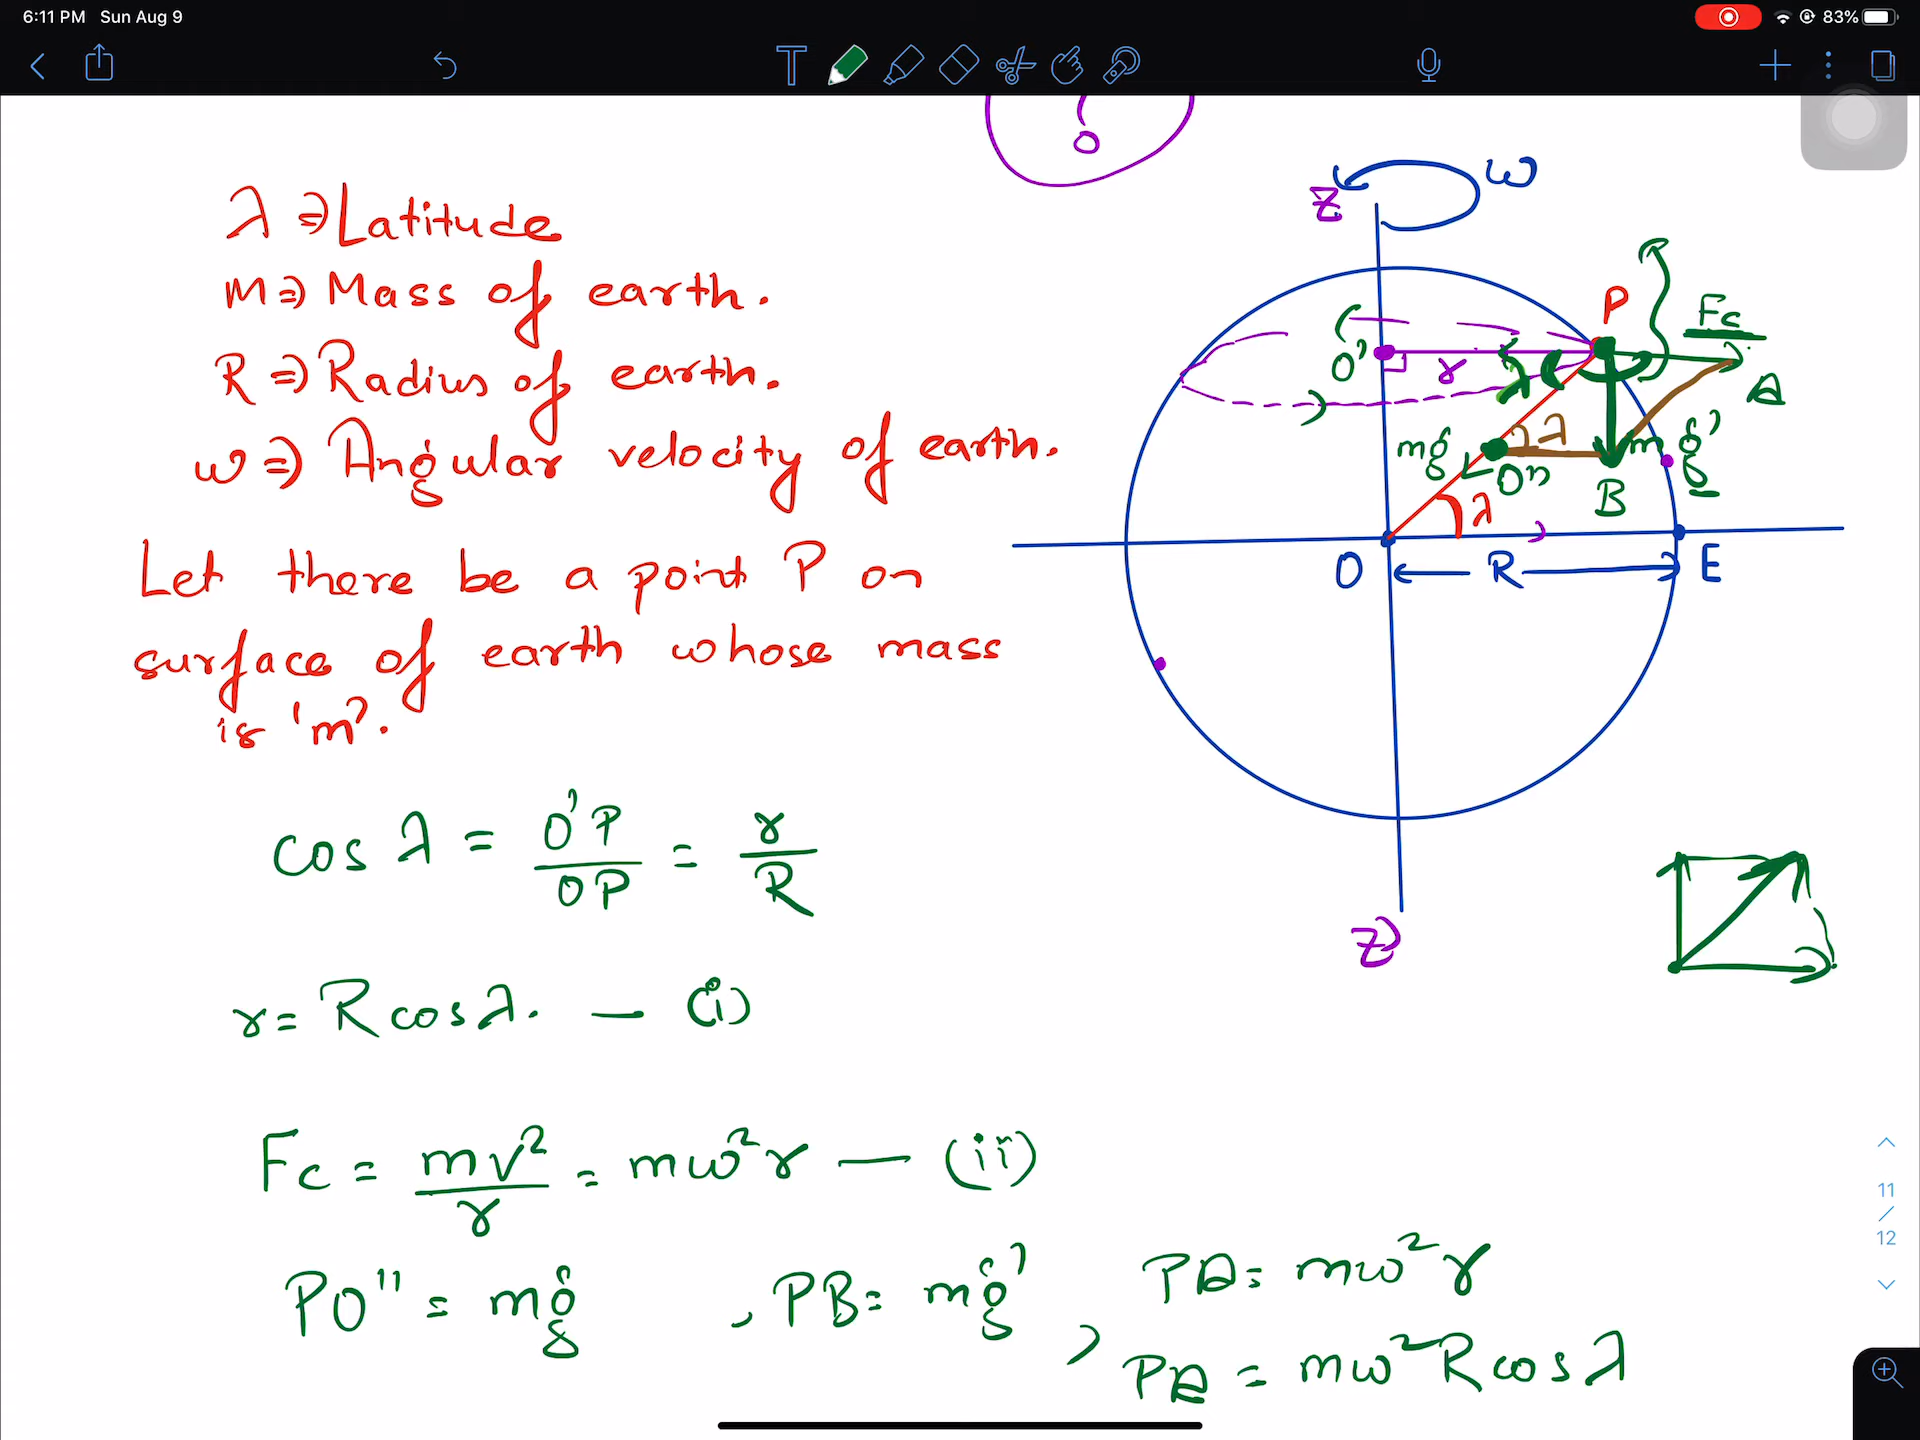 6:11 PM Sun Aug 9
83%
?
λ ⇒ Latitude
M ⇒ Mass of earth.
R ⇒ Radius of earth.
ω ⇒ Angular velocity of earth.
Let there be a point P on
surface of earth whose mass
is 'm'.
Z
ω
P
Fc
O'
r
λ
A
mg
O"
λ
mg'
B
λ
O
R
E
Z'
cos λ = O'P / OP = r / R
r = R cos λ. — (i)
Fc = mv² / r = mω²r — (ii)
PO" = mg , PB = mg' , PA = mω²r
PA = mω²R cos λ
11
/
12